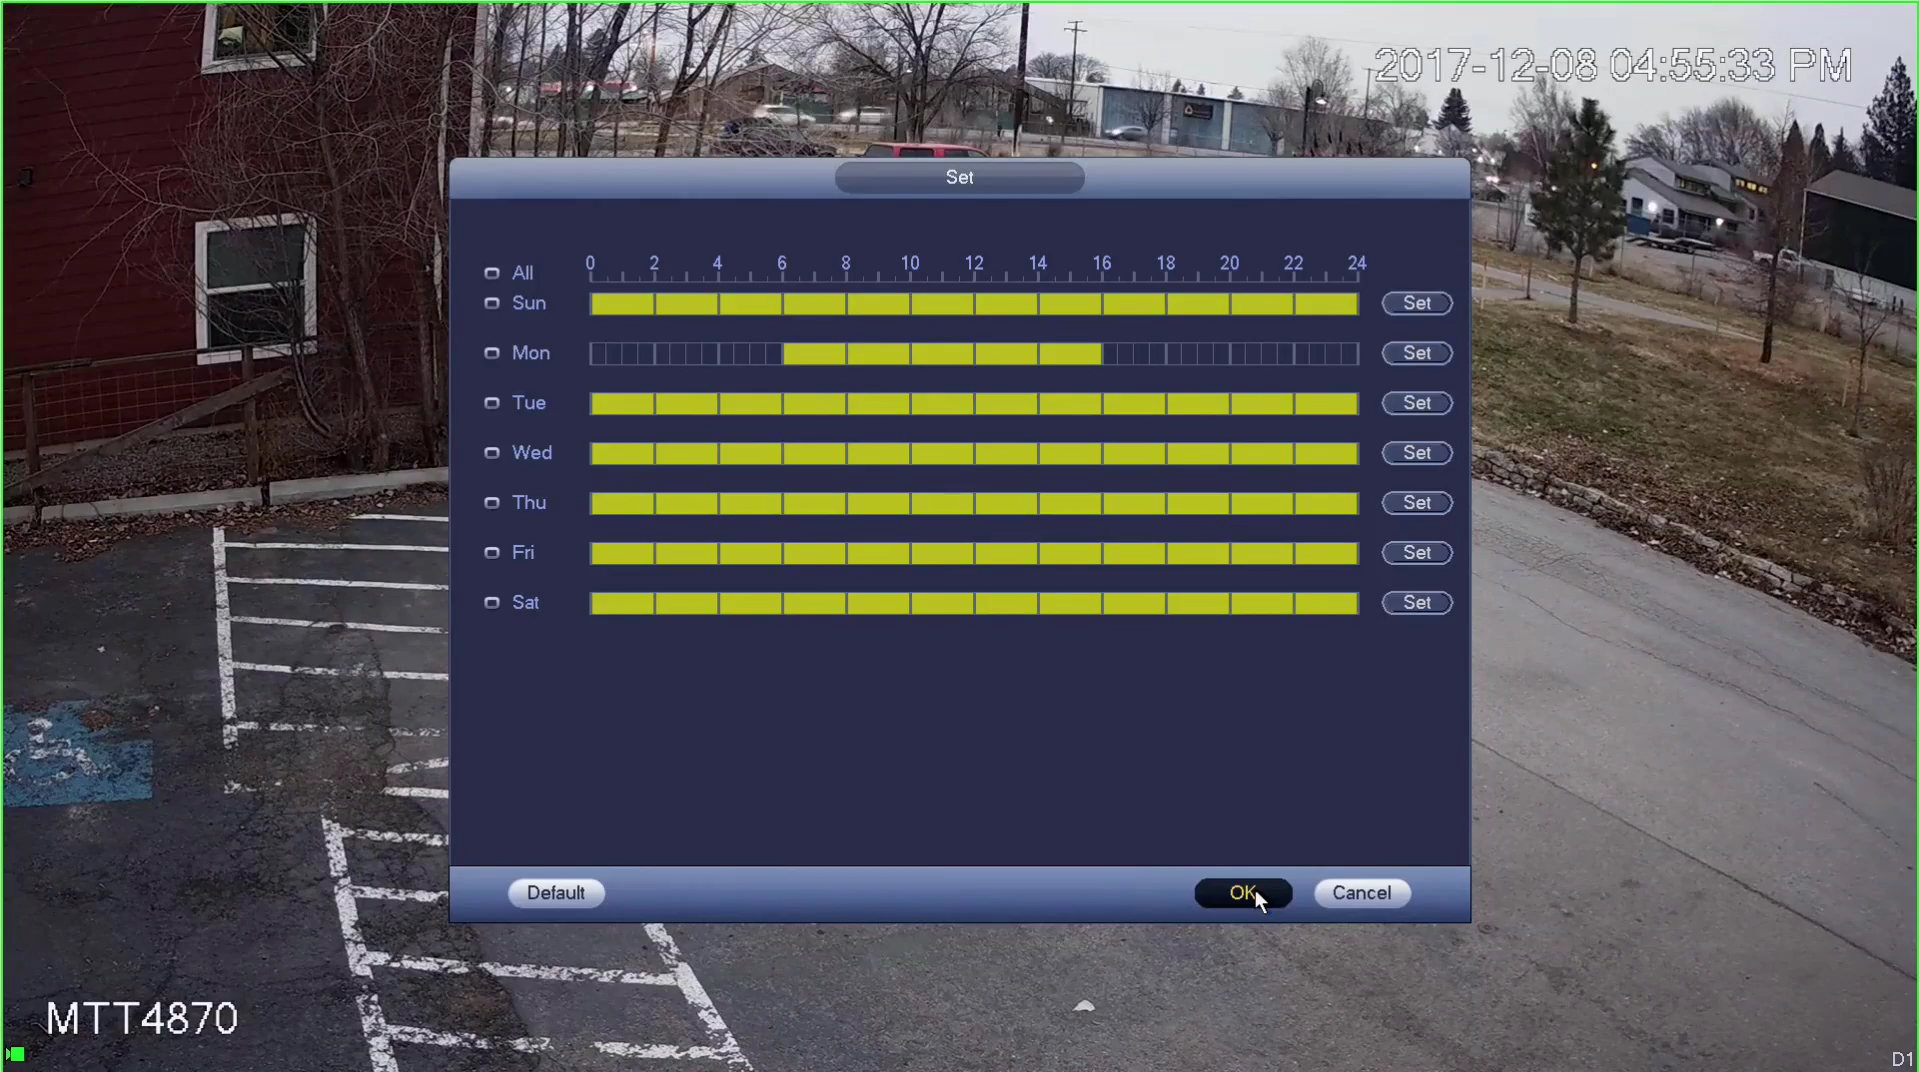 2017-12-08 04:55:33 PM
Set
0 2 4 6 8 10 12 14 16 18 20 22 24
All
Sun Set
Mon Set
Tue Set
Wed Set
Thu Set
Fri Set
Sat Set
Default OK Cancel
MTT4870
D1